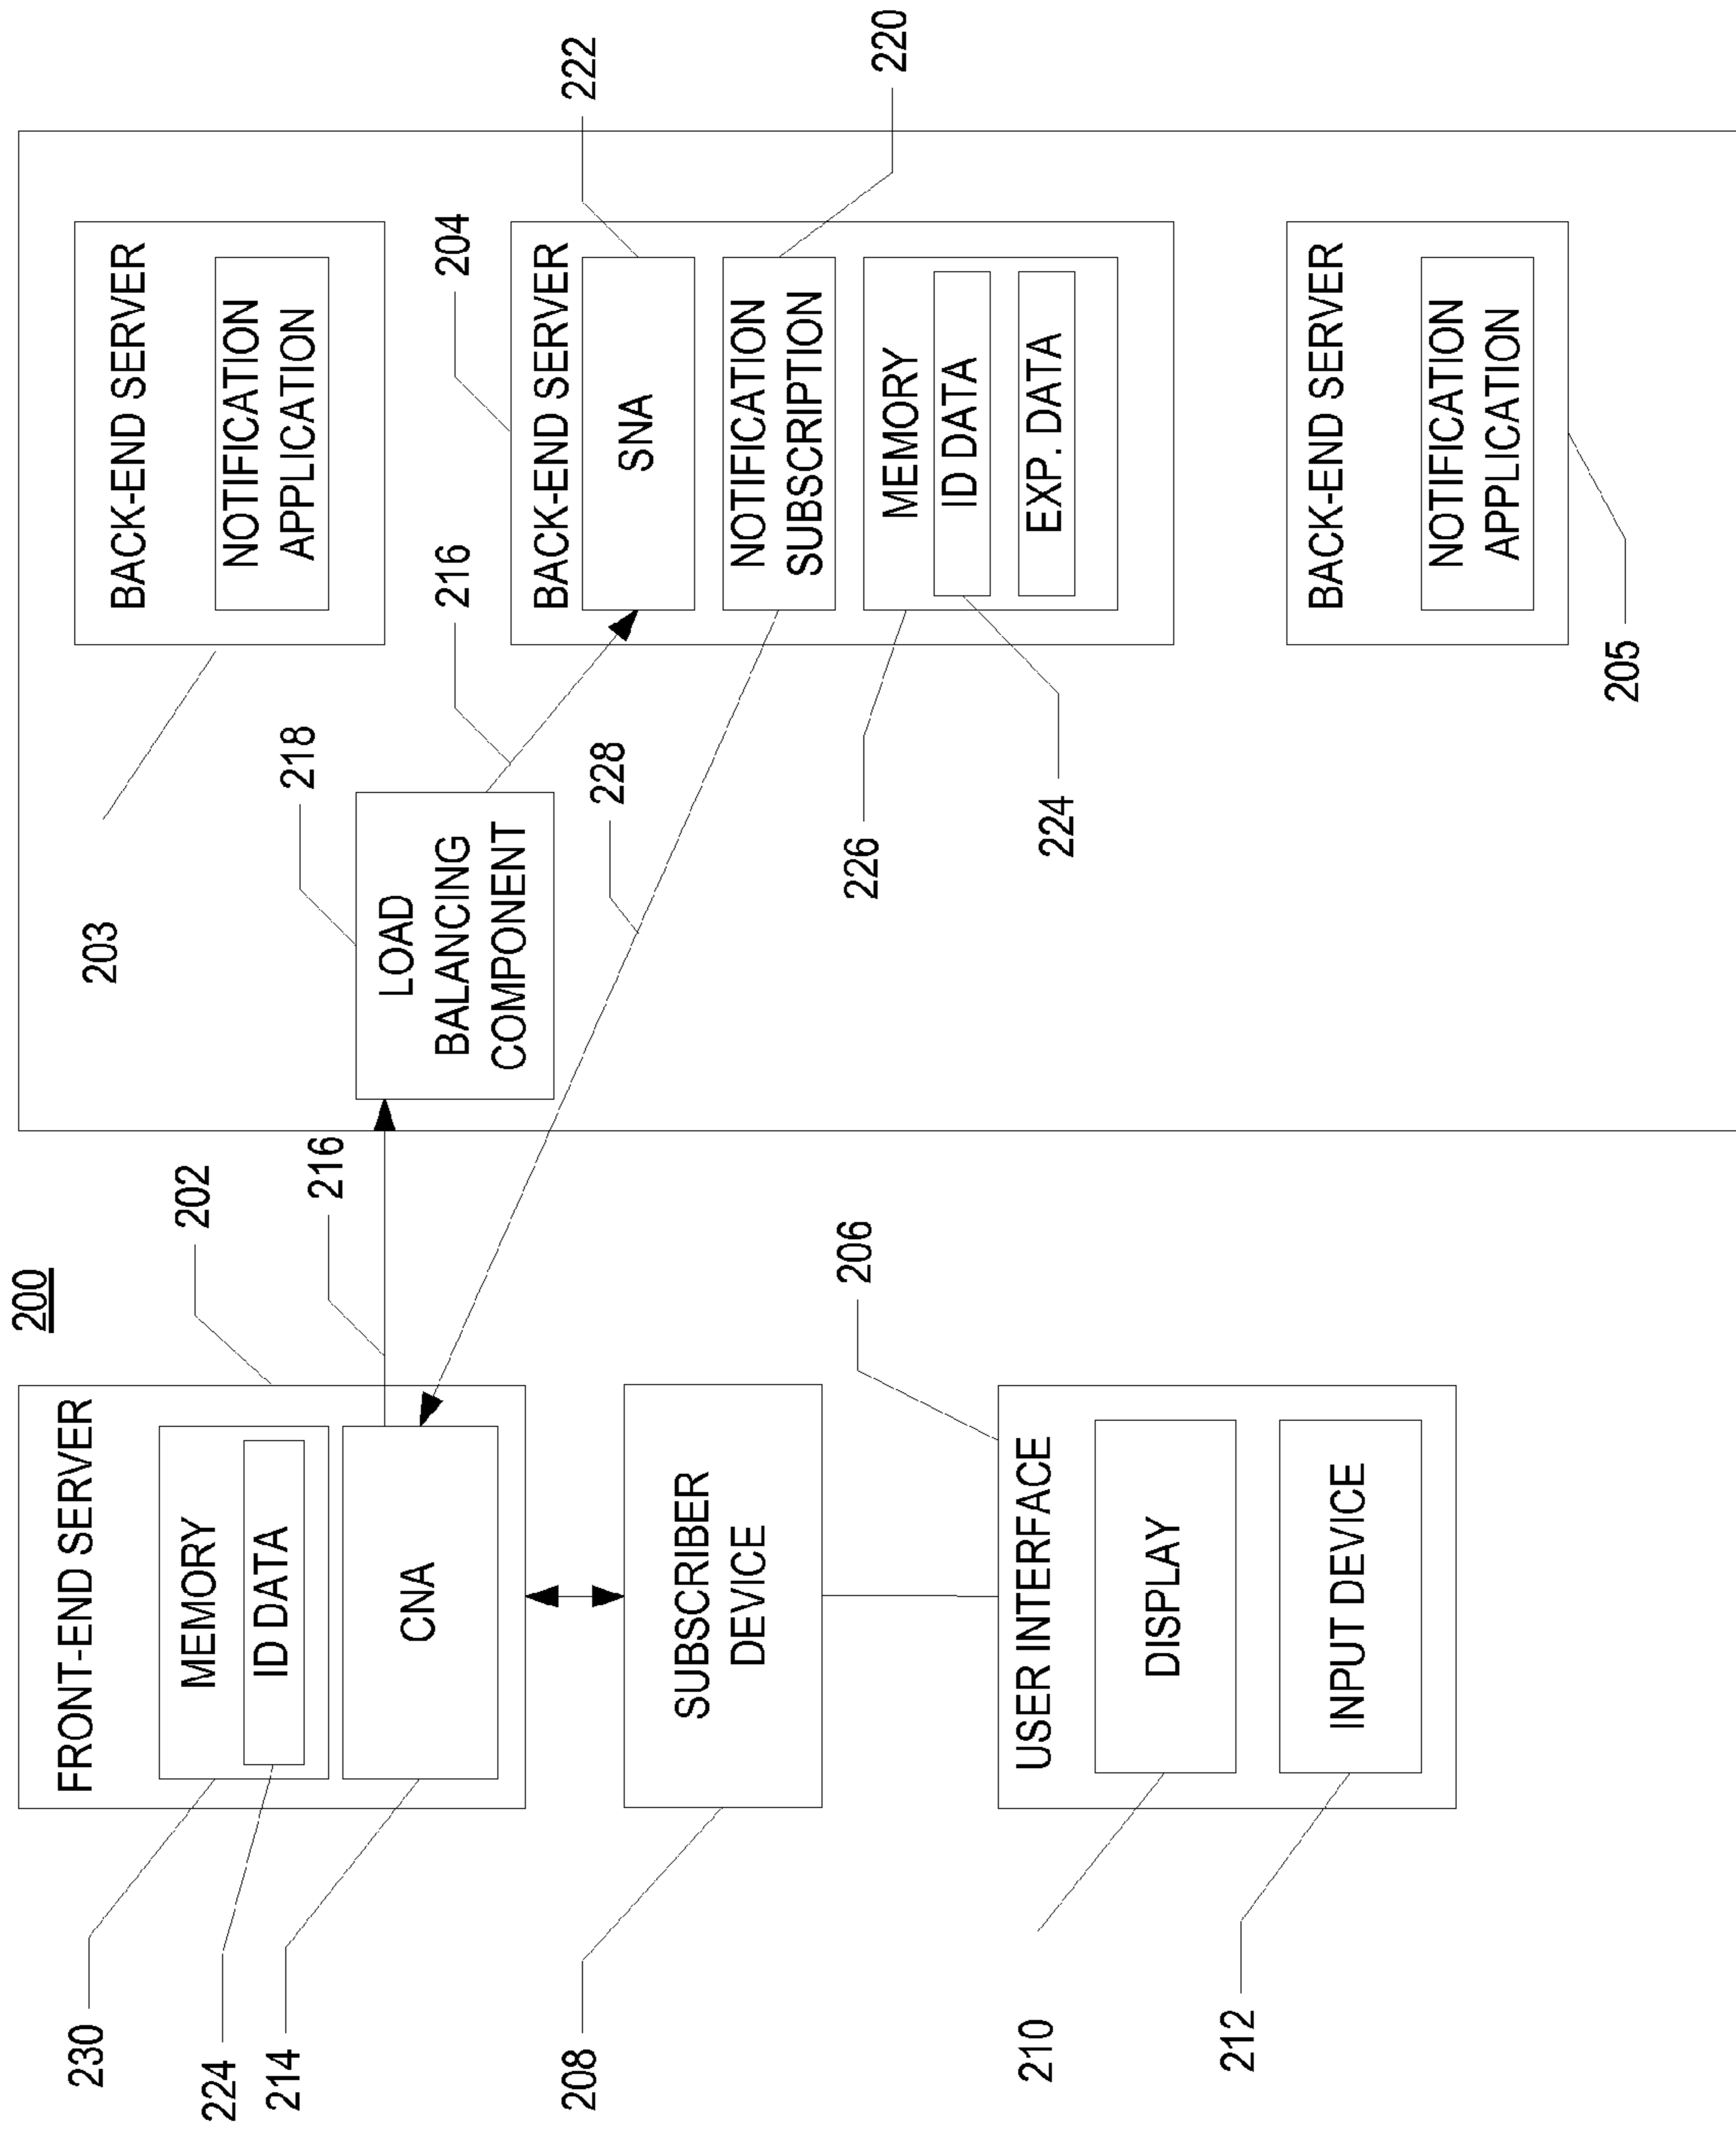 200
FRONT-END SERVER
202
MEMORY
ID DATA
CNA
230
224
214
216
SUBSCRIBER
DEVICE
208
USER INTERFACE
206
DISPLAY
210
INPUT DEVICE
212
LOAD
BALANCING
COMPONENT
218
216
228
BACK-END SERVER
203
NOTIFICATION
APPLICATION
BACK-END SERVER
204
SNA
222
NOTIFICATION
SUBSCRIPTION
220
MEMORY
ID DATA
EXP. DATA
226
224
BACK-END SERVER
NOTIFICATION
APPLICATION
205